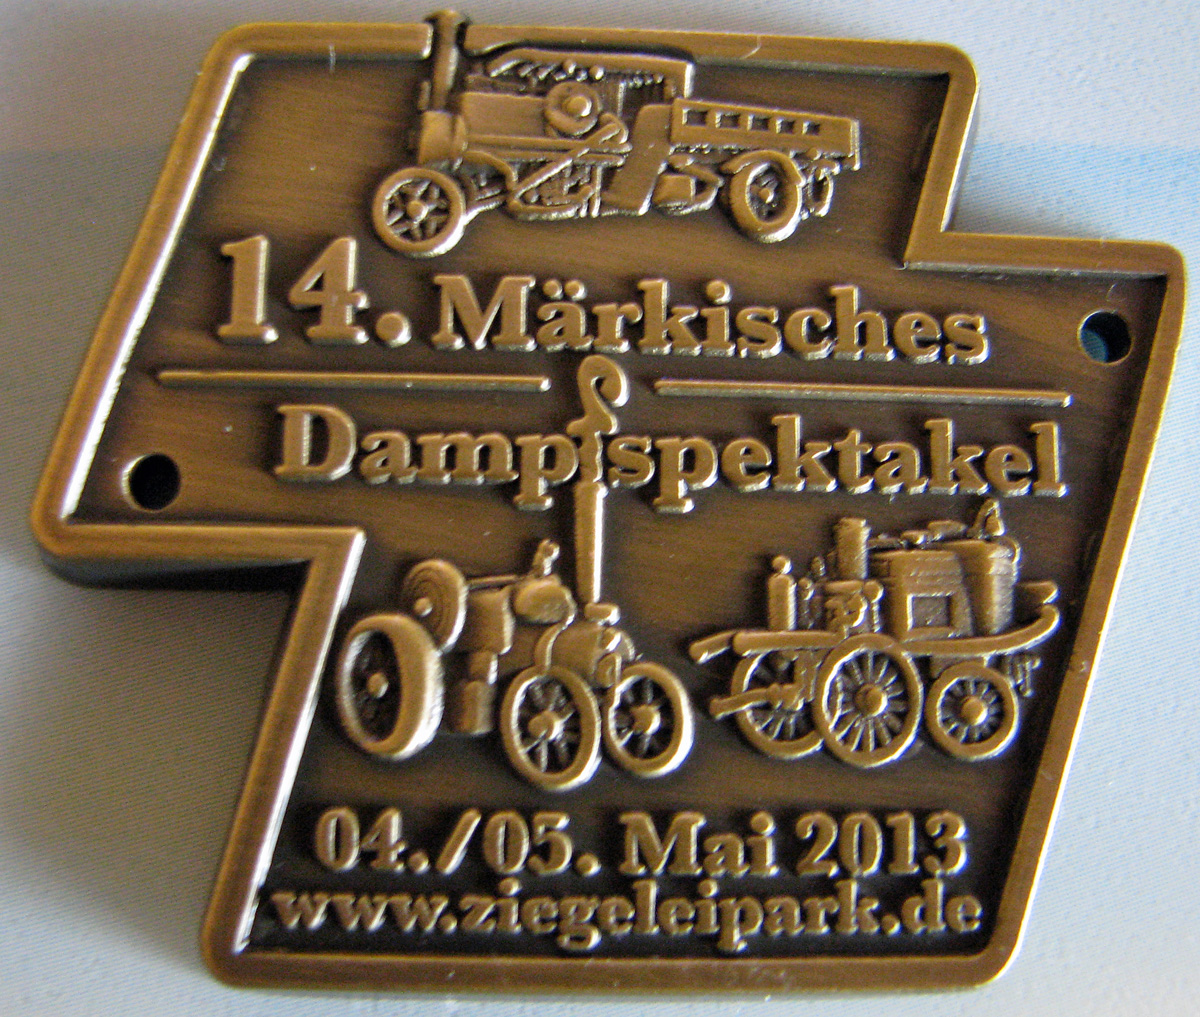 14. Märkisches
Dampfspektakel
04./05. Mai 2013
www.ziegeleipark.de